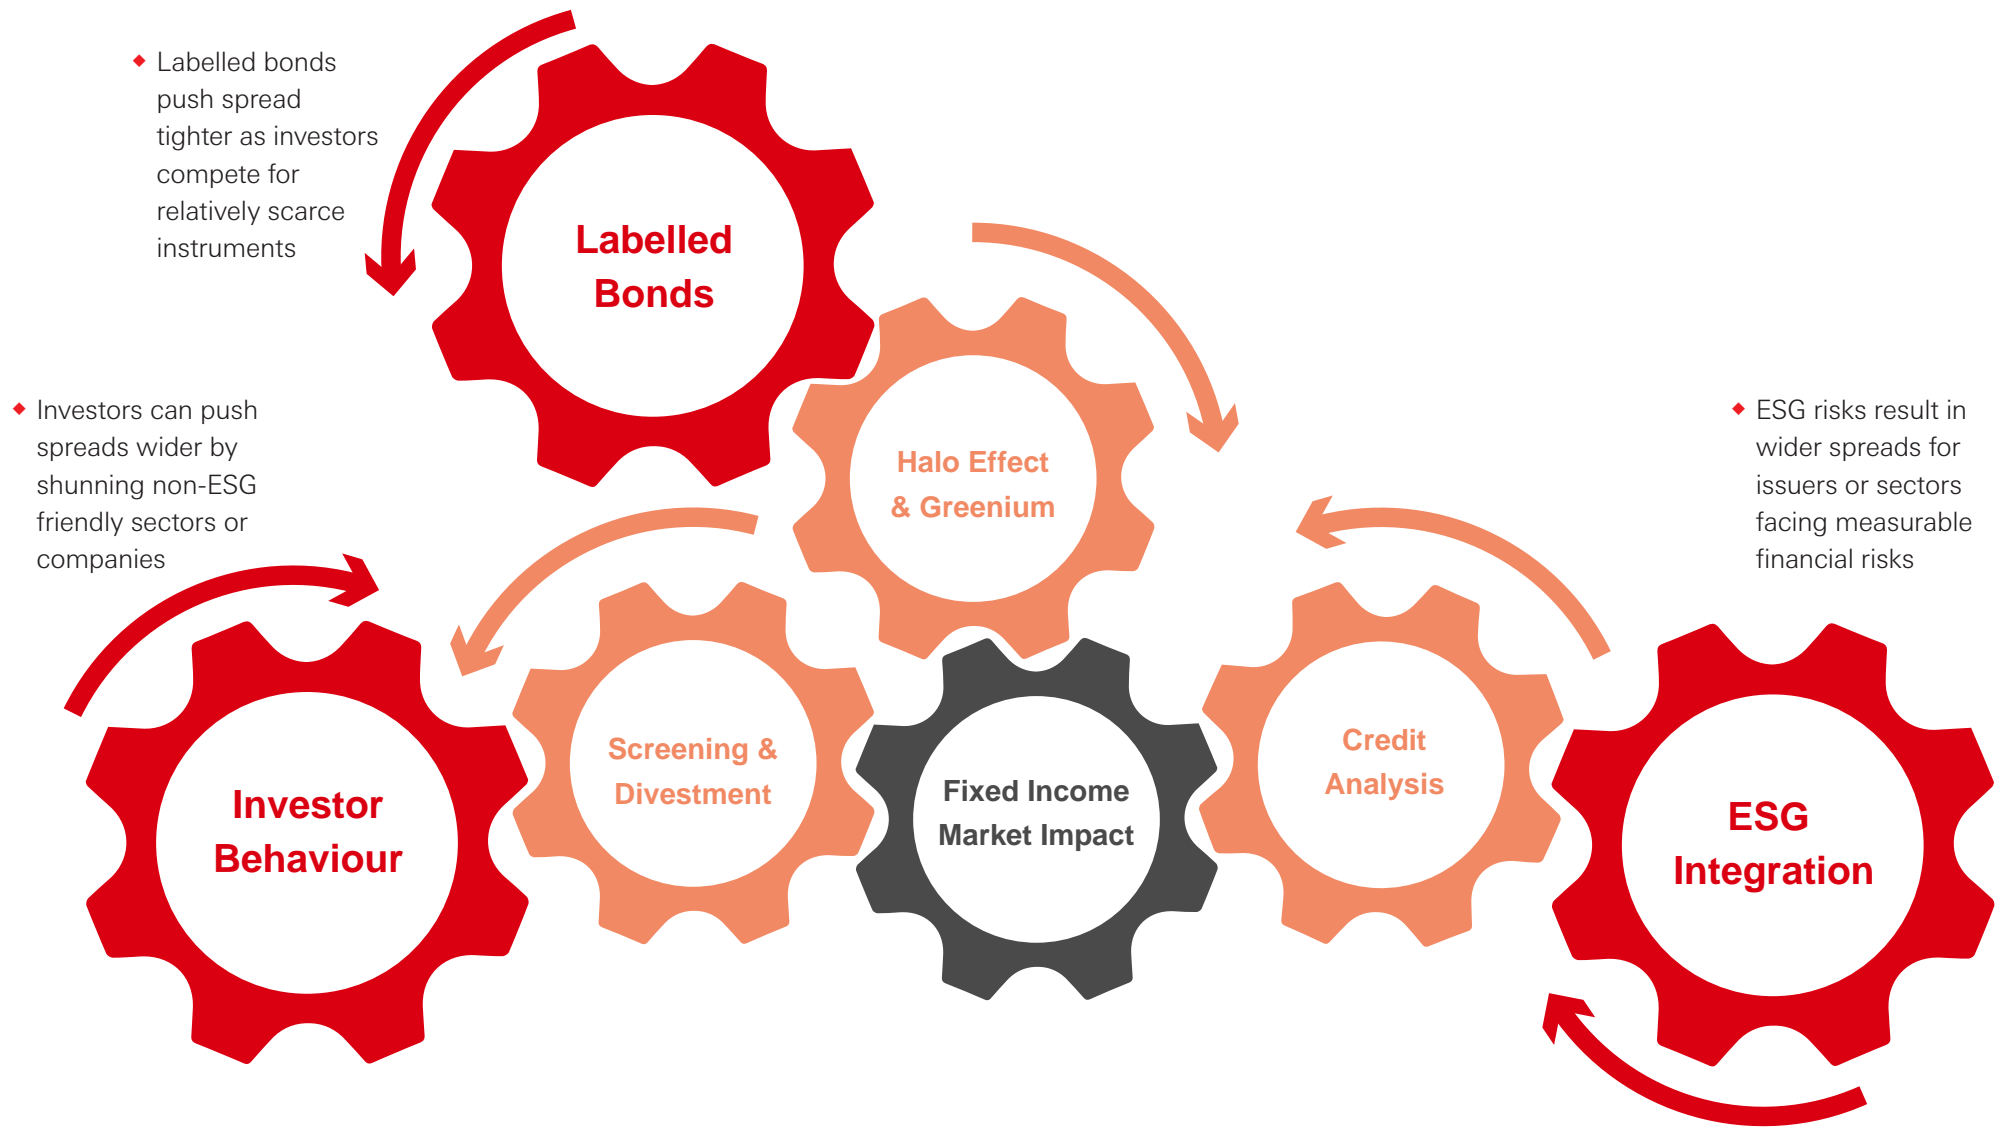 Labelled bonds
push spread
tighter as investors
compete for
relatively scarce
instruments
Labelled
Bonds
Investors can push
spreads wider by
shunning non-ESG
friendly sectors or
companies
Halo Effect
& Greenium
ESG risks result in
wider spreads for
issuers or sectors
facing measurable
financial risks
Investor
Behaviour
Screening &
Divestment
Fixed Income
Market Impact
Credit
Analysis
ESG
Integration